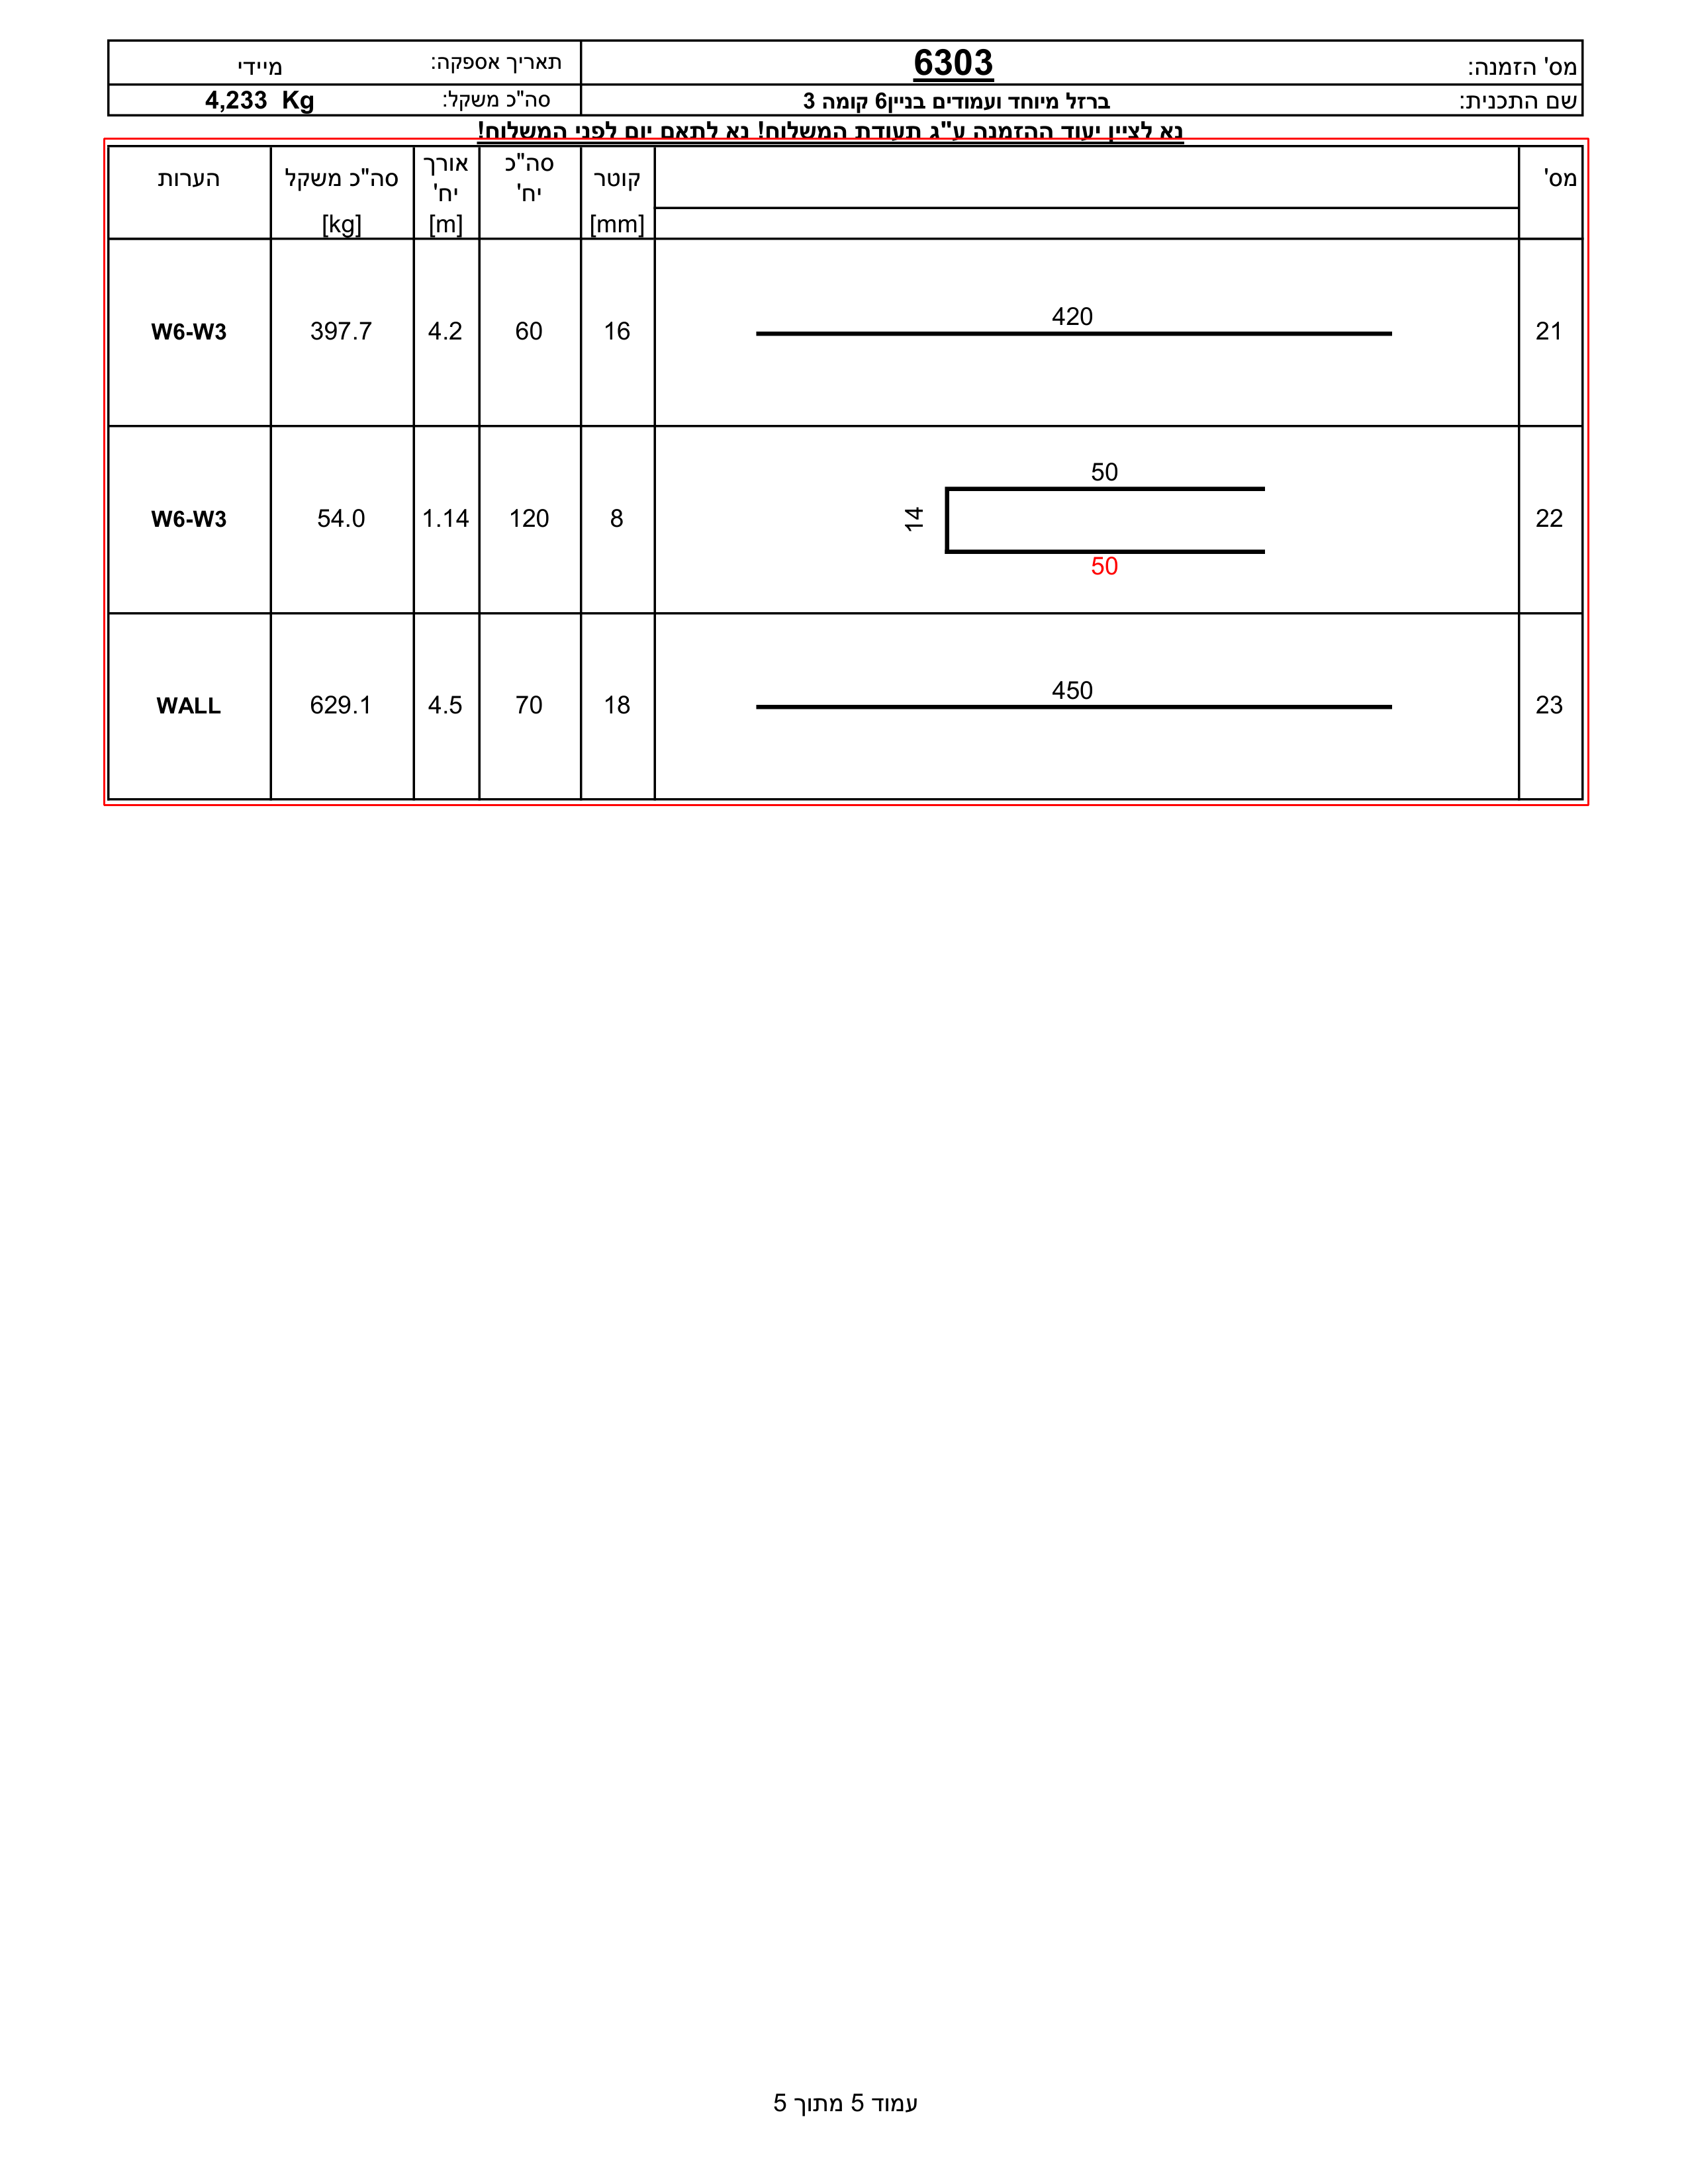 מס' הזמנה: 6303 תאריך אספקה: מיידי
שם התכנית: ברזל מיוחד ועמודים בניין6 קומה 3 סה"כ משקל: 4,233 Kg
נא לציין יעוד ההזמנה ע"ג תעודת המשלוח! נא לתאם יום לפני המשלוח!
מס' קוטר סה"כ אורך סה"כ משקל הערות
יח' יח'
[mm] [m] [kg]
420
21 16 60 4.2 397.7 W6-W3
50
22 14 8 120 1.14 54.0 W6-W3
50
450
23 18 70 4.5 629.1 WALL
עמוד 5 מתוך 5